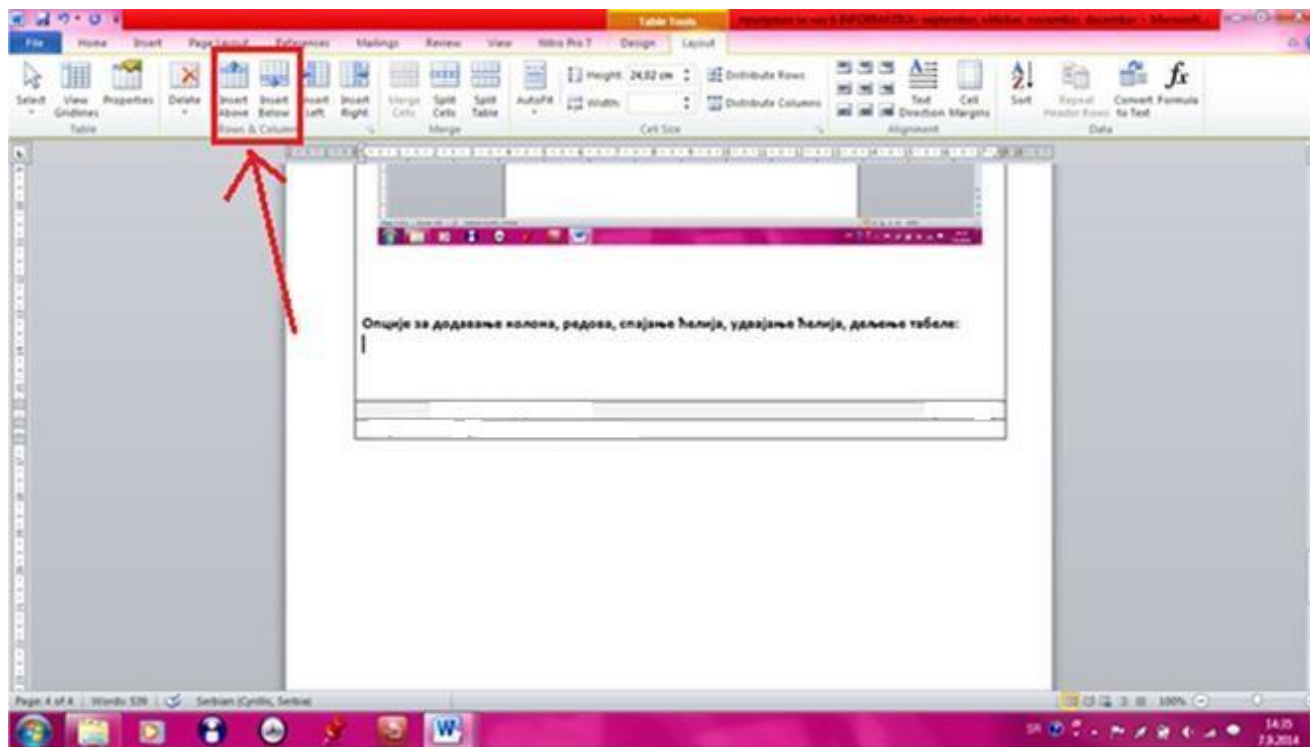 Table Tools
File Home Insert Page Layout References Mailings Review View Nitro Pro 7 Design Layout
Select View Gridlines Properties Delete Insert Above Insert Below Insert Left Insert Right Merge Cells Split Cells Split Table AutoFit Height: 24,02 cm Width: Distribute Rows Distribute Columns Text Direction Cell Margins Sort Repeat Header Rows Convert to Text Formula
Table Rows & Columns Merge Cell Size Alignment Data
Опције за додавање колона, редова, спајање ћелија, удвајање ћелија, дељење табеле:
Page: 4 of 4 Words: 539 Serbian (Cyrillic, Serbia) 100%
SR 14:35
7.9.2014